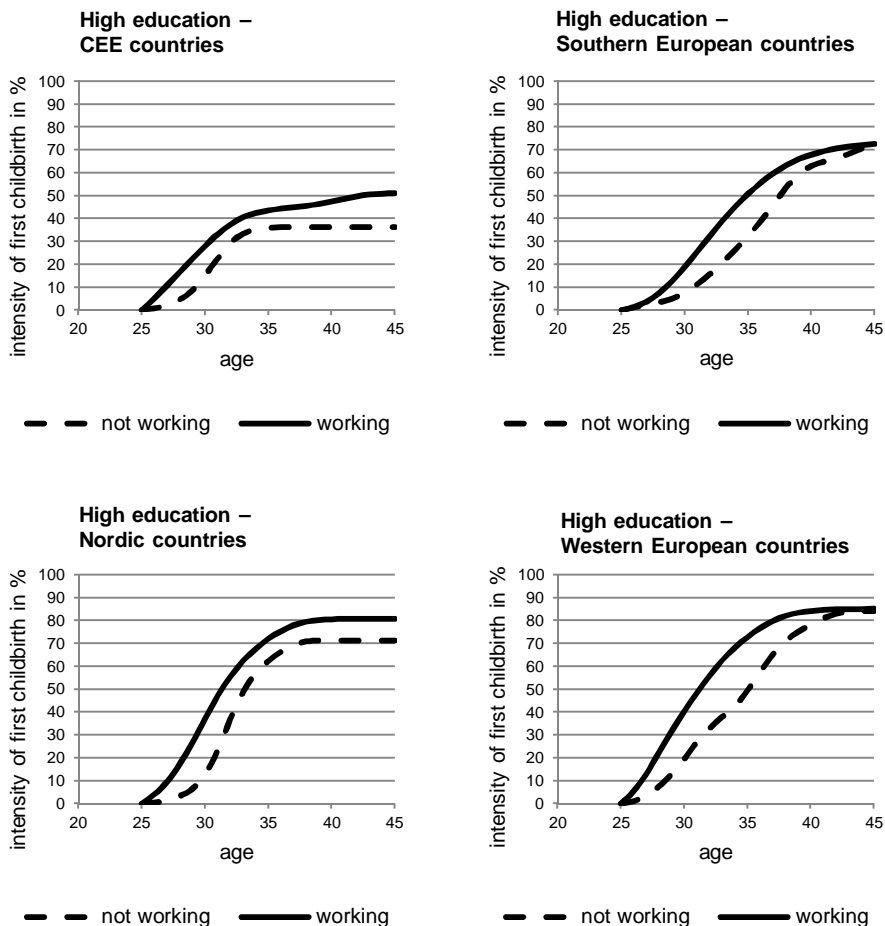 High education –
CEE countries
intensity of first childbirth in %
100
90
80
70
60
50
40
30
20
10
0
20 25 30 35 40 45
age
not working working
High education –
Southern European countries
intensity of first childbirth in %
100
90
80
70
60
50
40
30
20
10
0
20 25 30 35 40 45
age
not working working
High education –
Nordic countries
intensity of first childbirth in %
100
90
80
70
60
50
40
30
20
10
0
20 25 30 35 40 45
age
not working working
High education –
Western European countries
intensity of first childbirth in %
100
90
80
70
60
50
40
30
20
10
0
20 25 30 35 40 45
age
not working working